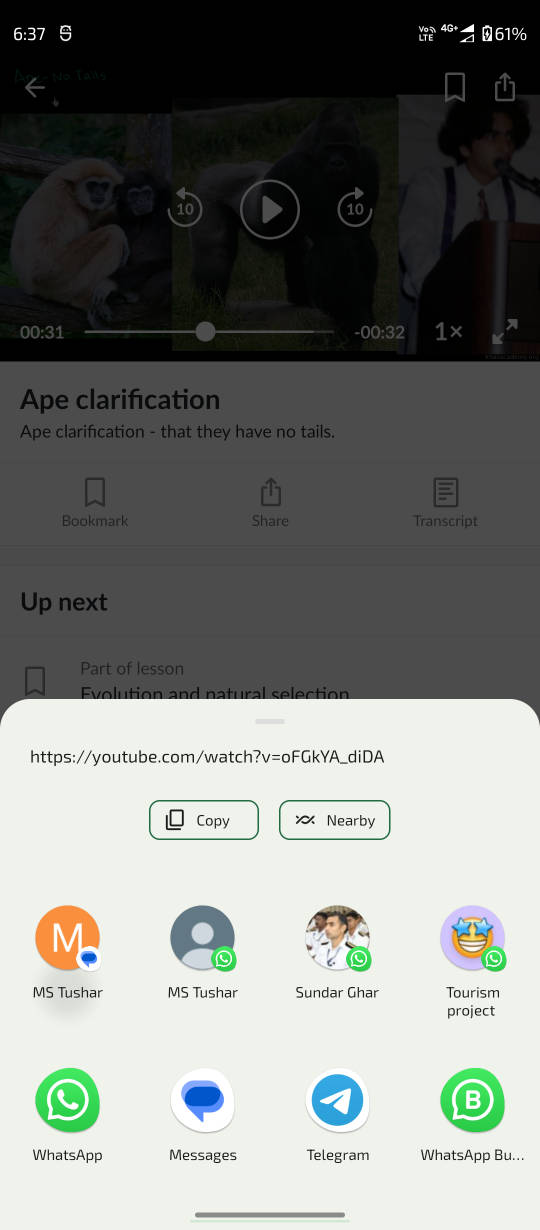 6:37
Vo
LTE
4G+
61%
Ape - No Tails
10
10
00:31
-00:32
1×
Ape clarification
Ape clarification - that they have no tails.
Bookmark
Share
Transcript
Up next
Part of lesson
Evolution and natural selection
https://youtube.com/watch?v=oFGkYA_diDA
Copy
Nearby
M
MS Tushar
MS Tushar
Sundar Ghar
Tourism
project
WhatsApp
Messages
Telegram
B
WhatsApp Bu...